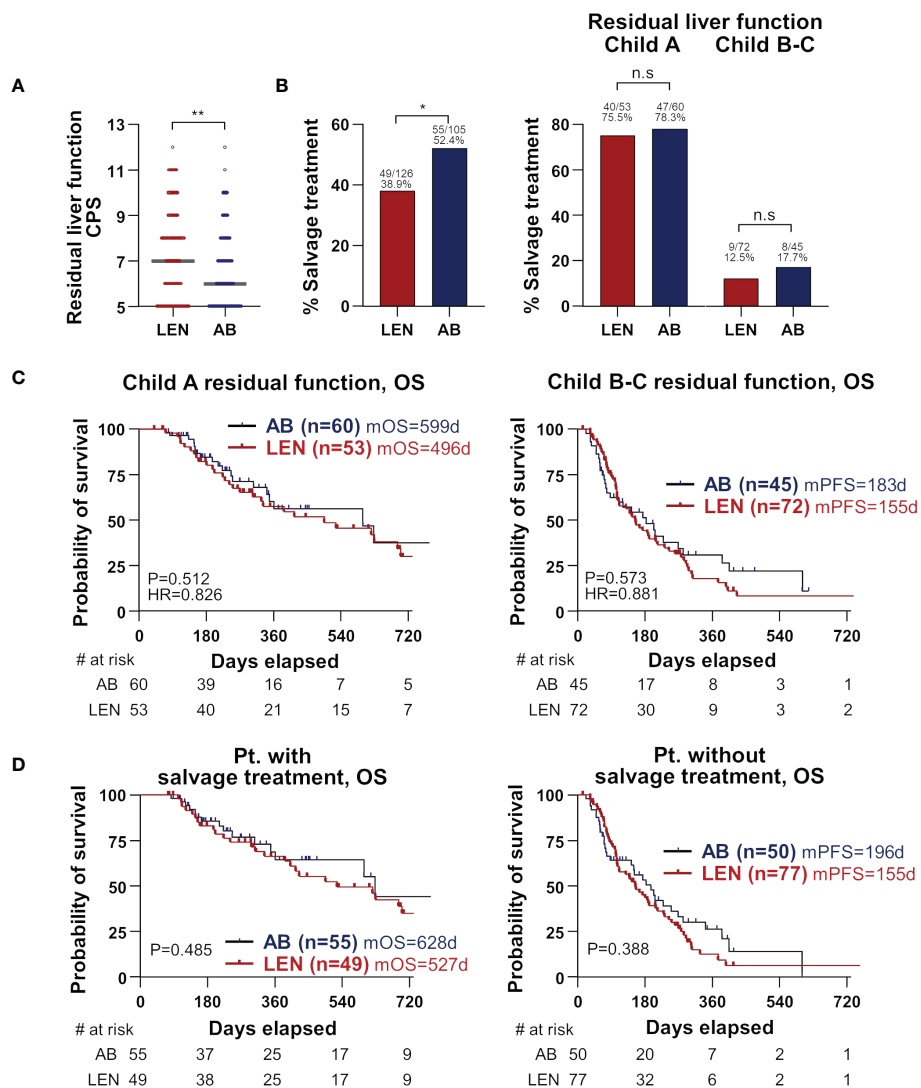 Residual liver function
Child A Child B-C
A
B
**
13
11
9
7
5
Residual liver function
CPS
LEN AB
*
49/126
38.9%
55/105
52.4%
60
40
20
0
% Salvage treatment
LEN AB
n.s
40/53
75.5%
47/60
78.3%
n.s
9/72
12.5%
8/45
17.7%
80
60
40
20
0
% Salvage treatment
LEN AB
LEN AB
C
Child A residual function, OS
AB (n=60) mOS=599d
LEN (n=53) mOS=496d
100
75
50
25
0
Probability of survival
P=0.512
HR=0.826
0 180 360 540 720
Days elapsed
# at risk
AB 60 39 16 7 5
LEN 53 40 21 15 7
Child B-C residual function, OS
AB (n=45) mPFS=183d
LEN (n=72) mPFS=155d
100
75
50
25
0
Probability of survival
P=0.573
HR=0.881
0 180 360 540 720
Days elapsed
# at risk
AB 45 17 8 3 1
LEN 72 30 9 3 2
D
Pt. with
salvage treatment, OS
100
75
50
25
0
Probability of survival
P=0.485
AB (n=55) mOS=628d
LEN (n=49) mOS=527d
0 180 360 540 720
Days elapsed
# at risk
AB 55 37 25 17 9
LEN 49 38 25 17 9
Pt. without
salvage treatment, OS
AB (n=50) mPFS=196d
LEN (n=77) mPFS=155d
100
75
50
25
0
Probability of survival
P=0.388
0 180 360 540 720
Days elapsed
# at risk
AB 50 20 7 2 1
LEN 77 32 6 2 1